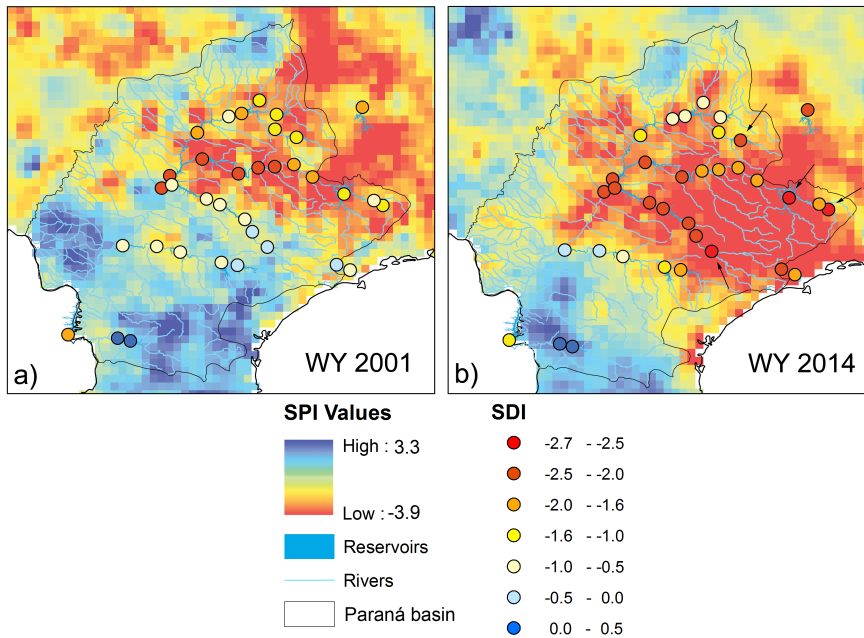 a) WY 2001
b) WY 2014
SPI Values
High : 3.3
Low : -3.9
Reservoirs
Rivers
Paraná basin
SDI
-2.7 - -2.5
-2.5 - -2.0
-2.0 - -1.6
-1.6 - -1.0
-1.0 - -0.5
-0.5 - 0.0
0.0 - 0.5